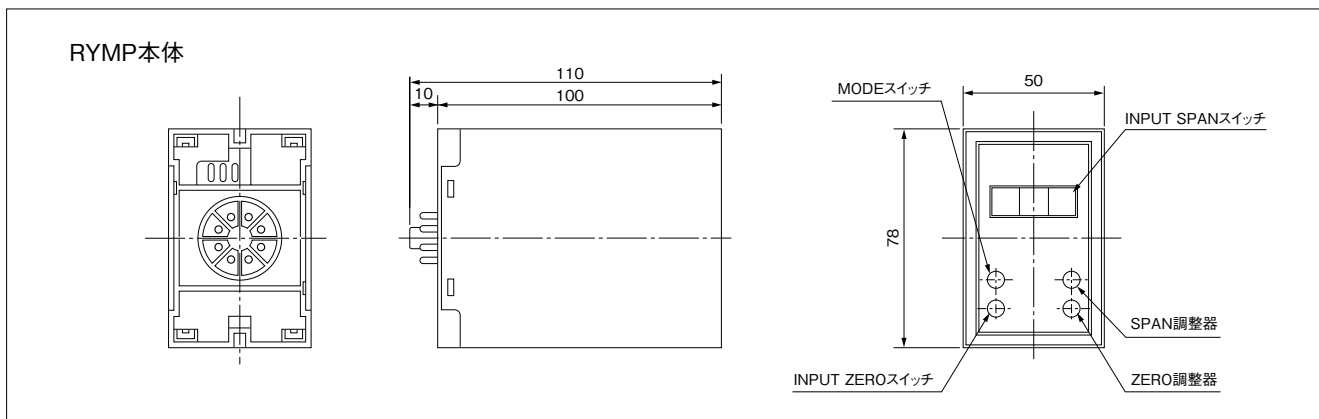 RYMP本体
110
10
100
50
MODEスイッチ
INPUT SPANスイッチ
78
SPAN調整器
INPUT ZEROスイッチ
ZERO調整器